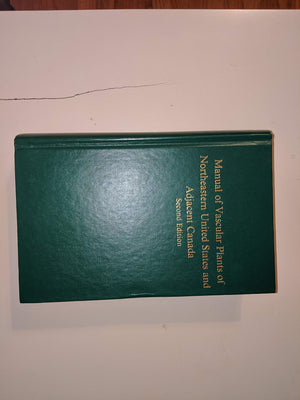 Manual of Vascular Plants of
Northeastern United States and
Adjacent Canada
Second Edition